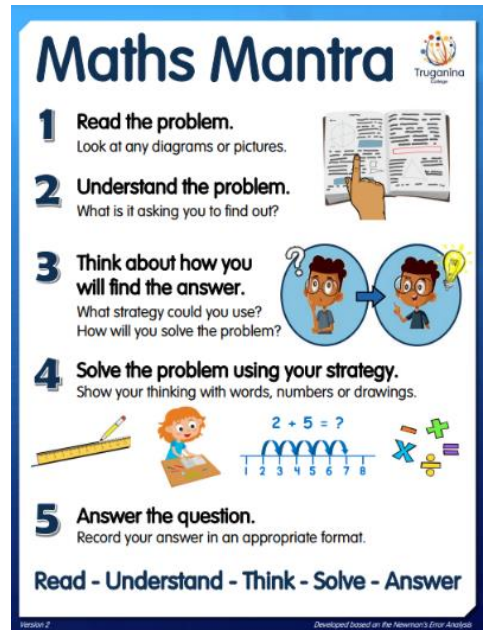 Maths Mantra
Truganina
College
1 Read the problem.
Look at any diagrams or pictures.
2 Understand the problem.
What is it asking you to find out?
3 Think about how you
will find the answer.
What strategy could you use?
How will you solve the problem?
?
4 Solve the problem using your strategy.
Show your thinking with words, numbers or drawings.
2 + 5 = ?
1 2 3 4 5 6 7 8
- + × ÷ =
5 Answer the question.
Record your answer in an appropriate format.
Read - Understand - Think - Solve - Answer
Version 2
Developed based on the Newman's Error Analysis